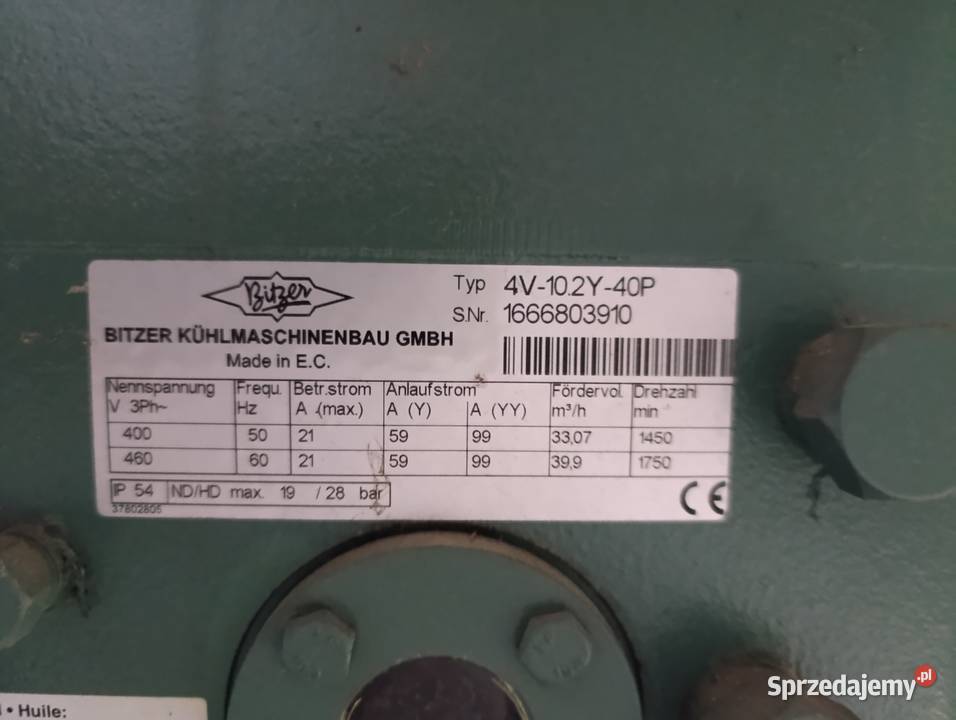 Bitzer
BITZER KÜHLMASCHINENBAU GMBH
Made in E.C.
Typ 4V-10.2Y-40P
S.Nr. 1666803910
Nennspannung Frequ. Betr.strom Anlaufstrom Fördervol. Drehzahl
V 3Ph~ Hz A (max.) A (Y) A (YY) m³/h min
400 50 21 59 99 33,07 1450
460 60 21 59 99 39,9 1750
IP 54 ND/HD max. 19 / 28 bar
CE
37802805
• Huile:
Sprzedajemy.pl